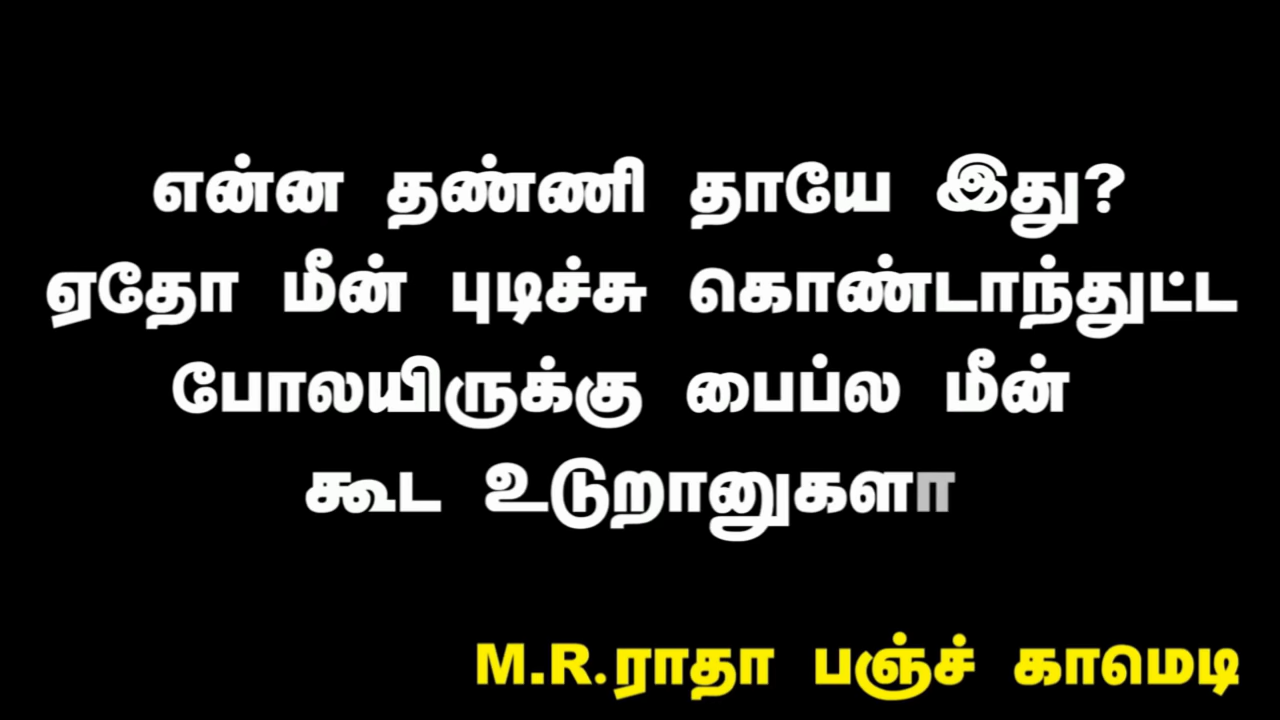 என்ன தண்ணி தாயே இது?
ஏதோ மீன் புடிச்சு கொண்டாந்துட்ட
போலயிருக்கு பைப்ல மீன்
கூட உடுறானுகளா
M.R.ராதா பஞ்ச் காமெடி